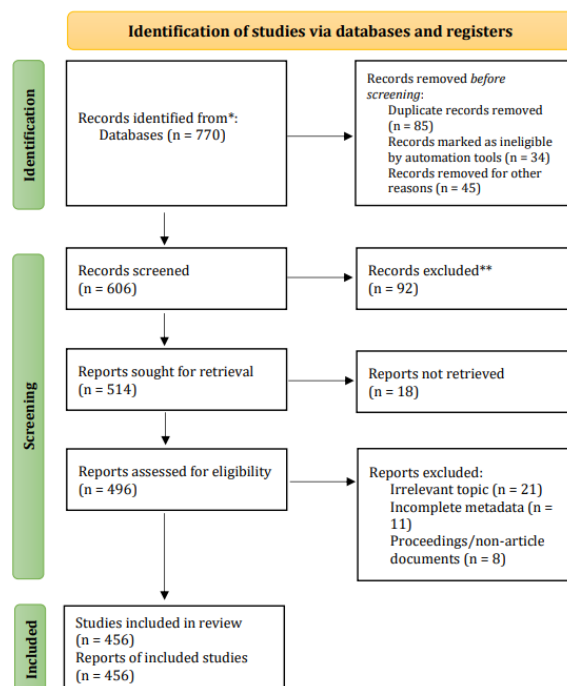 Identification of studies via databases and registers
Identification
Records identified from*:
Databases (n = 770)
Records removed before
screening:
Duplicate records removed
(n = 85)
Records marked as ineligible
by automation tools (n = 34)
Records removed for other
reasons (n = 45)
Screening
Records screened
(n = 606)
Records excluded**
(n = 92)
Reports sought for retrieval
(n = 514)
Reports not retrieved
(n = 18)
Reports assessed for eligibility
(n = 496)
Reports excluded:
Irrelevant topic (n = 21)
Incomplete metadata (n =
11)
Proceedings/non-article
documents (n = 8)
Included
Studies included in review
(n = 456)
Reports of included studies
(n = 456)